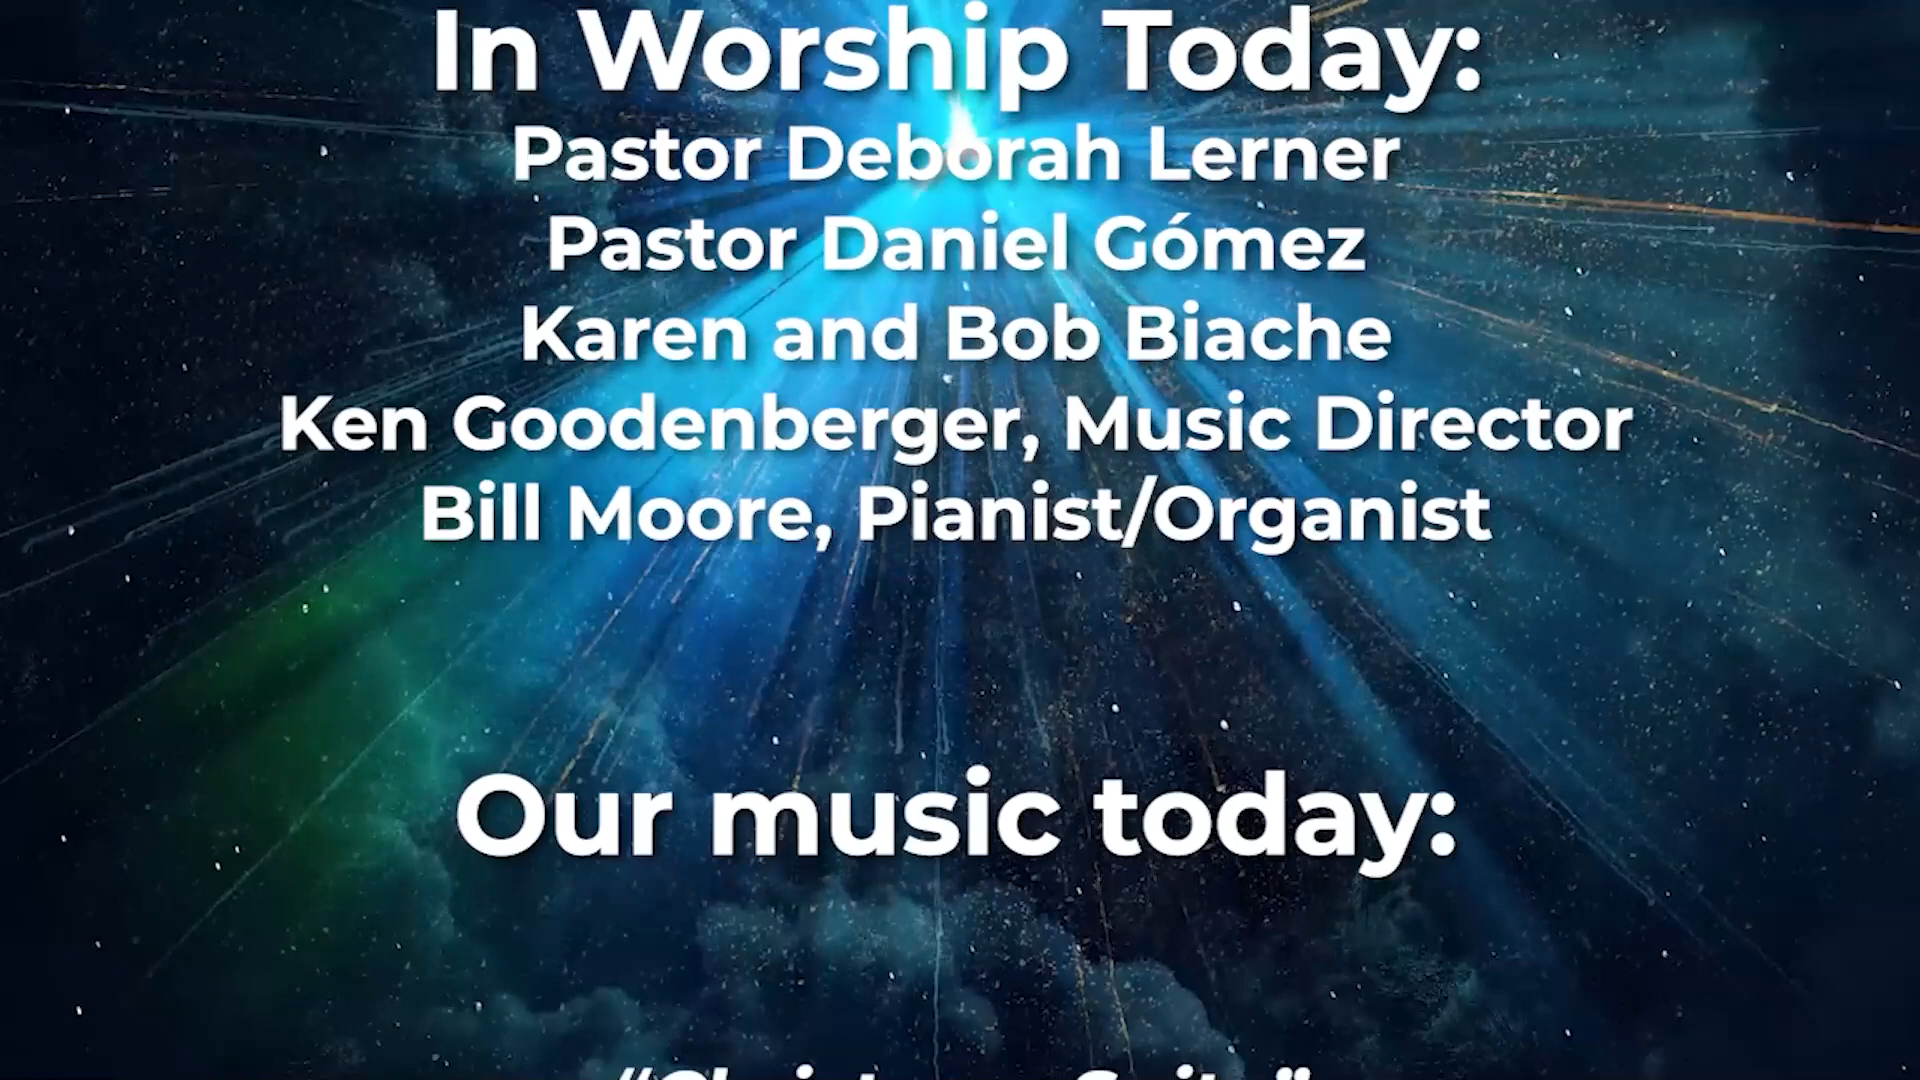 In Worship Today:
Pastor Deborah Lerner
Pastor Daniel Gómez
Karen and Bob Biache
Ken Goodenberger, Music Director
Bill Moore, Pianist/Organist
Our music today: